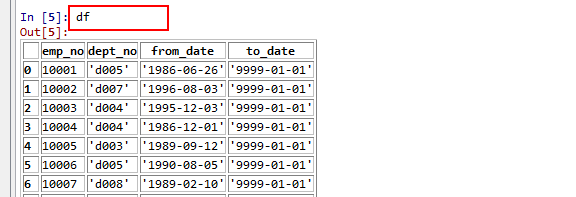 In [5]: df
Out[5]:
emp_no dept_no from_date to_date
0 10001 'd005' '1986-06-26' '9999-01-01'
1 10002 'd007' '1996-08-03' '9999-01-01'
2 10003 'd004' '1995-12-03' '9999-01-01'
3 10004 'd004' '1986-12-01' '9999-01-01'
4 10005 'd003' '1989-09-12' '9999-01-01'
5 10006 'd005' '1990-08-05' '9999-01-01'
6 10007 'd008' '1989-02-10' '9999-01-01'